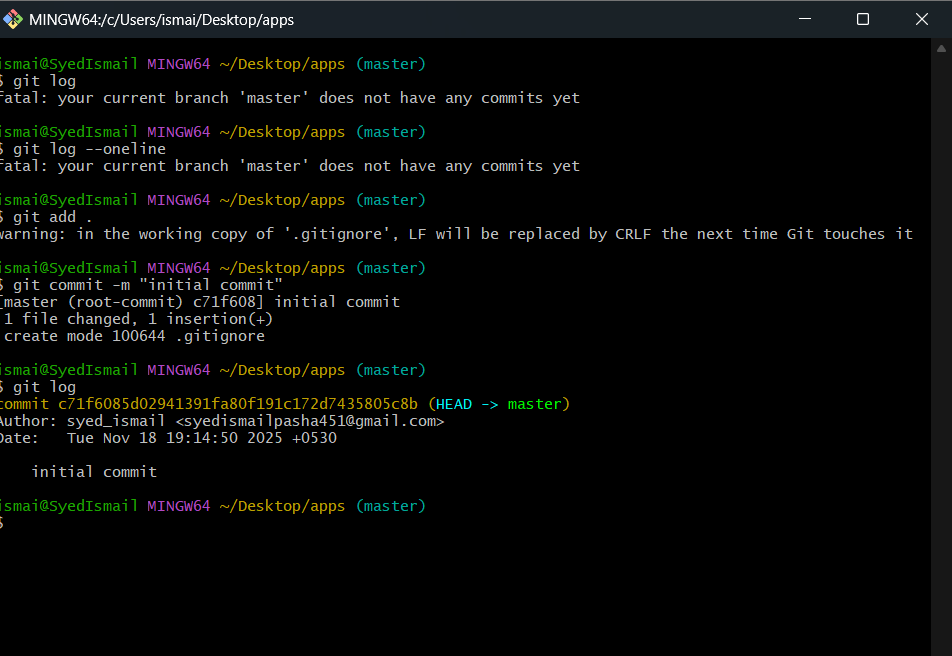 MINGW64:/c/Users/ismai/Desktop/apps
ismai@SyedIsmail MINGW64 ~/Desktop/apps (master)
$ git log
fatal: your current branch 'master' does not have any commits yet
ismai@SyedIsmail MINGW64 ~/Desktop/apps (master)
$ git log --oneline
fatal: your current branch 'master' does not have any commits yet
ismai@SyedIsmail MINGW64 ~/Desktop/apps (master)
$ git add .
warning: in the working copy of '.gitignore', LF will be replaced by CRLF the next time Git touches it
ismai@SyedIsmail MINGW64 ~/Desktop/apps (master)
$ git commit -m "initial commit"
[master (root-commit) c71f608] initial commit
 1 file changed, 1 insertion(+)
 create mode 100644 .gitignore
ismai@SyedIsmail MINGW64 ~/Desktop/apps (master)
$ git log
commit c71f6085d02941391fa80f191c172d7435805c8b (HEAD -> master)
Author: syed_ismail <syedismailpasha451@gmail.com>
Date:   Tue Nov 18 19:14:50 2025 +0530
    initial commit
ismai@SyedIsmail MINGW64 ~/Desktop/apps (master)
$